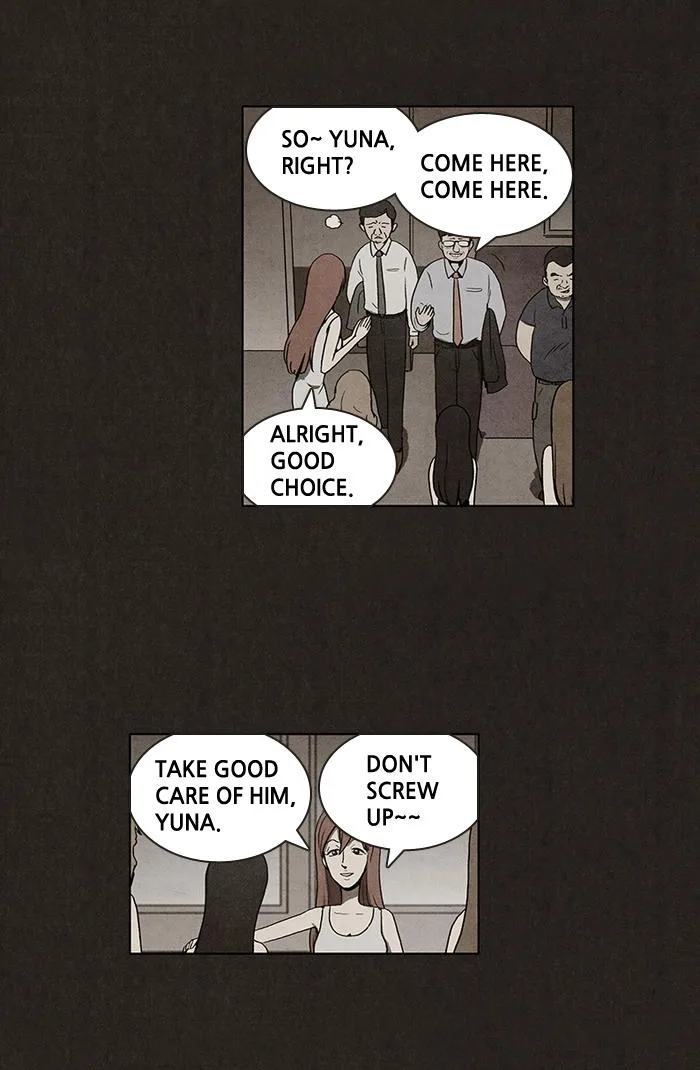 SO~ YUNA,
RIGHT?
COME HERE,
COME HERE.
ALRIGHT,
GOOD
CHOICE.
TAKE GOOD
CARE OF HIM,
YUNA.
DON'T
SCREW
UP~~